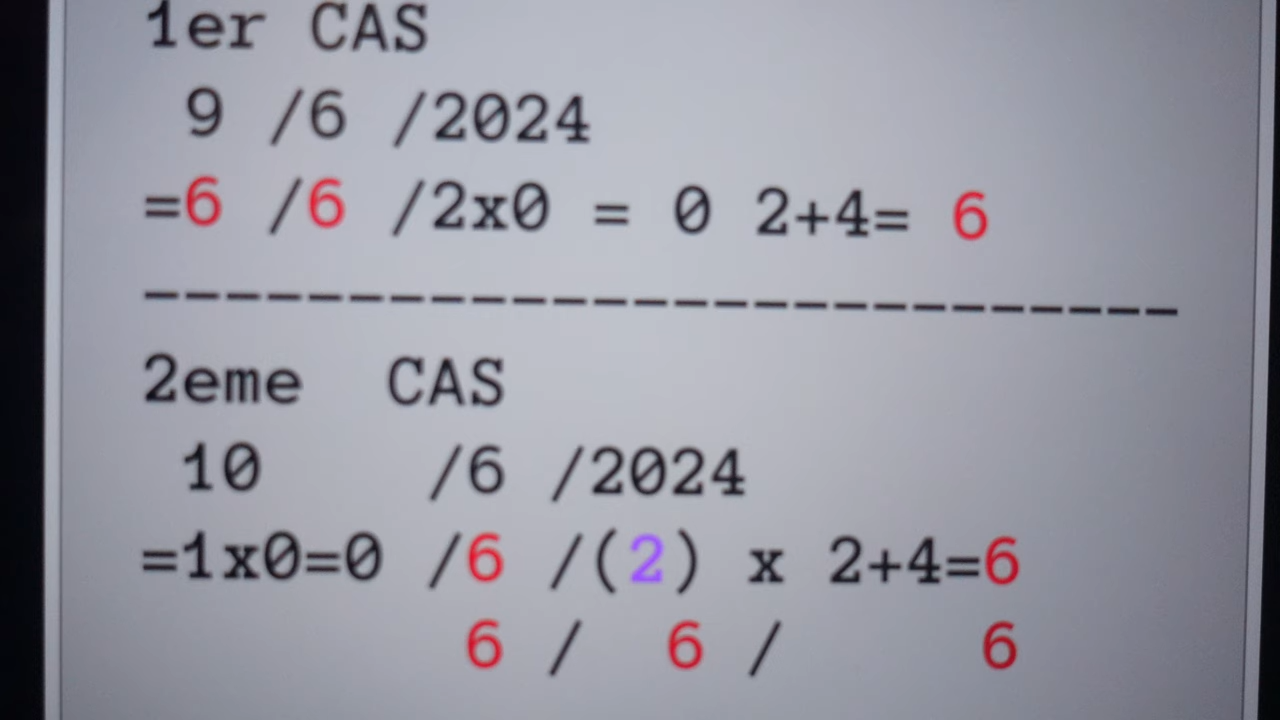 1er CAS
9 /6 /2024
=6 /6 /2x0 = 0 2+4= 6
--------------------------
2eme CAS
10 /6 /2024
=1x0=0 /6 /(2) x 2+4=6
6 / 6 / 6